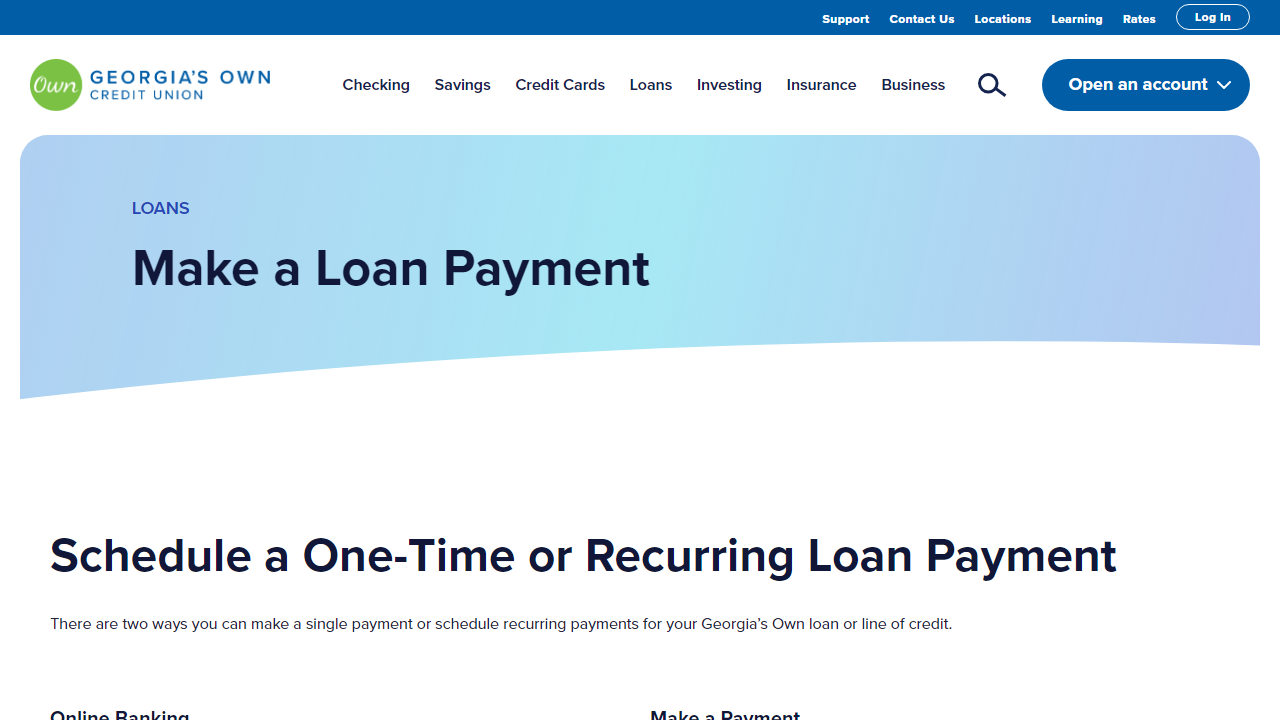 Support Contact Us Locations Learning Rates Log In
Own GEORGIA'S OWN
CREDIT UNION
Checking Savings Credit Cards Loans Investing Insurance Business Open an account
LOANS
Make a Loan Payment
Schedule a One-Time or Recurring Loan Payment
There are two ways you can make a single payment or schedule recurring payments for your Georgia’s Own loan or line of credit.
Online Banking Make a Payment